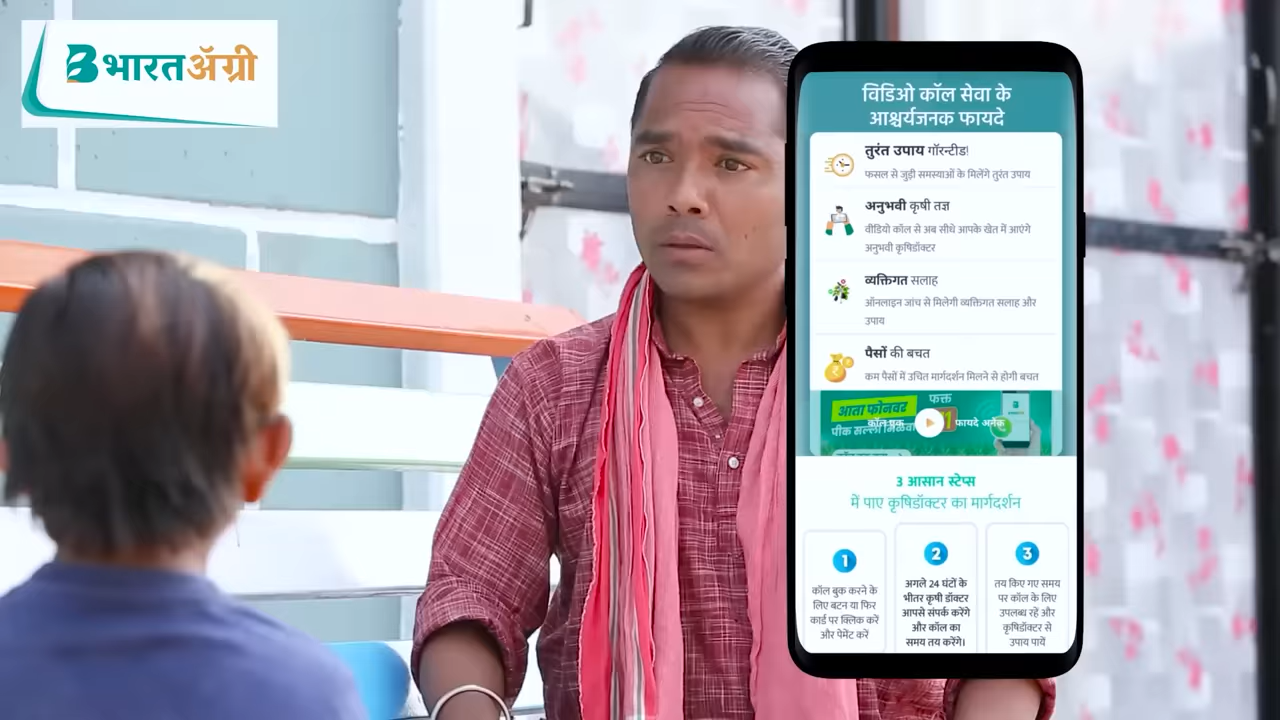 भारतॲग्री
विडिओ कॉल सेवा के
आश्चर्यजनक फायदे
तुरंत उपाय गॉरन्टीड!
फसल से जुड़ी समस्याओं के मिलेंगे तुरंत उपाय
अनुभवी कृषी तज्ञ
वीडियो कॉल से अब सीधे आपके खेत में आएंगे
अनुभवी कृषिडॉक्टर
व्यक्तिगत सलाह
ऑनलाइन जांच से मिलेगी व्यक्तिगत सलाह और
उपाय
पैसों की बचत
कम पैसों में उचित मार्गदर्शन मिलने से होगी बचत
आता फोनवर
फक्त
पीक सल्ला
कॉल एक
फायदे अनेक
3 आसान स्टेप्स
में पाए कृषिडॉक्टर का मार्गदर्शन
1
कॉल बुक करने के
लिए बटन या फिर
कार्ड पर क्लिक करें
और पेमेंट करें
2
अगले 24 घंटों के
भीतर कृषी डॉक्टर
आपसे संपर्क करेंगे
और कॉल का
समय तय करेंगे।
3
तय किए गए समय
पर कॉल के लिए
उपलब्ध रहें और
कृषिडॉक्टर से
उपाय पायें